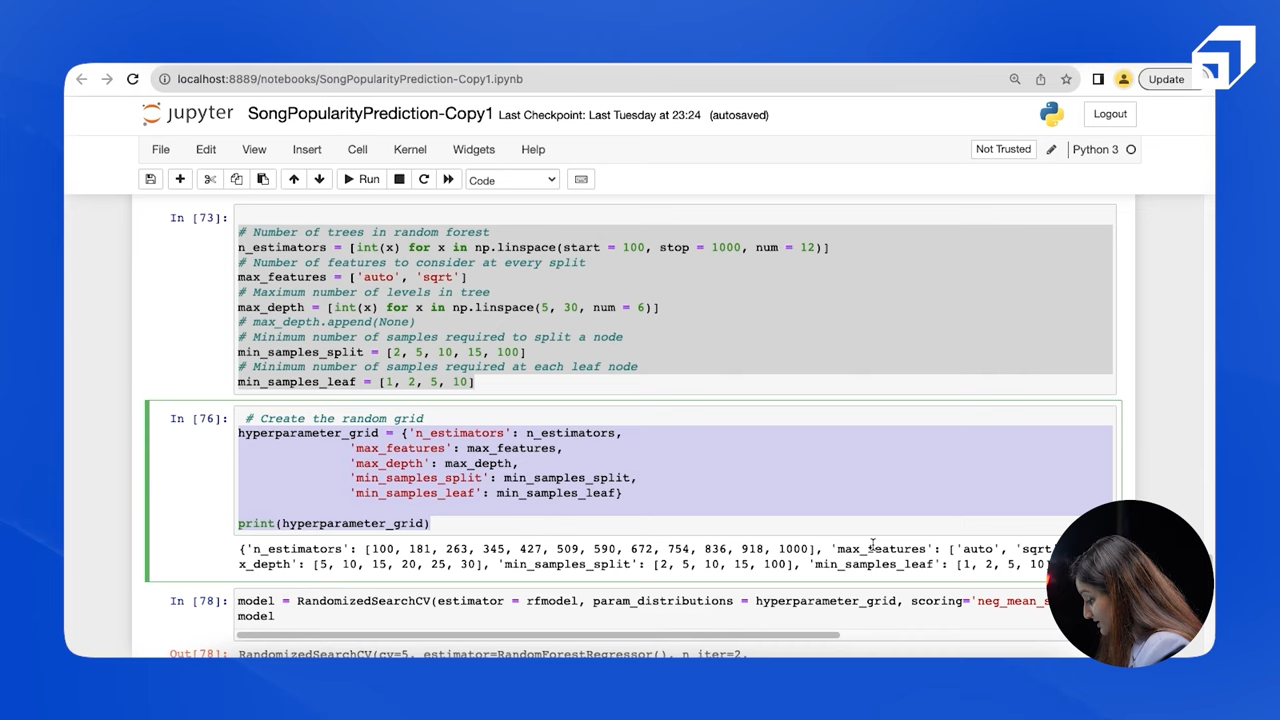 localhost:8889/notebooks/SongPopularityPrediction-Copy1.ipynb
Update
jupyter SongPopularityPrediction-Copy1 Last Checkpoint: Last Tuesday at 23:24 (autosaved)
Logout
File Edit View Insert Cell Kernel Widgets Help
Not Trusted
Python 3
Run
Code
In [73]:
# Number of trees in random forest
n_estimators = [int(x) for x in np.linspace(start = 100, stop = 1000, num = 12)]
# Number of features to consider at every split
max_features = ['auto', 'sqrt']
# Maximum number of levels in tree
max_depth = [int(x) for x in np.linspace(5, 30, num = 6)]
# max_depth.append(None)
# Minimum number of samples required to split a node
min_samples_split = [2, 5, 10, 15, 100]
# Minimum number of samples required at each leaf node
min_samples_leaf = [1, 2, 5, 10]
In [76]:
# Create the random grid
hyperparameter_grid = {'n_estimators': n_estimators,
'max_features': max_features,
'max_depth': max_depth,
'min_samples_split': min_samples_split,
'min_samples_leaf': min_samples_leaf}
print(hyperparameter_grid)
{'n_estimators': [100, 181, 263, 345, 427, 509, 590, 672, 754, 836, 918, 1000], 'max_features': ['auto', 'sqrt
x_depth': [5, 10, 15, 20, 25, 30], 'min_samples_split': [2, 5, 10, 15, 100], 'min_samples_leaf': [1, 2, 5, 10]
In [78]:
model = RandomizedSearchCV(estimator = rfmodel, param_distributions = hyperparameter_grid, scoring='neg_mean_s
model
Out[78]: RandomizedSearchCV(cv=5, estimator=RandomForestRegressor(), n_iter=2,